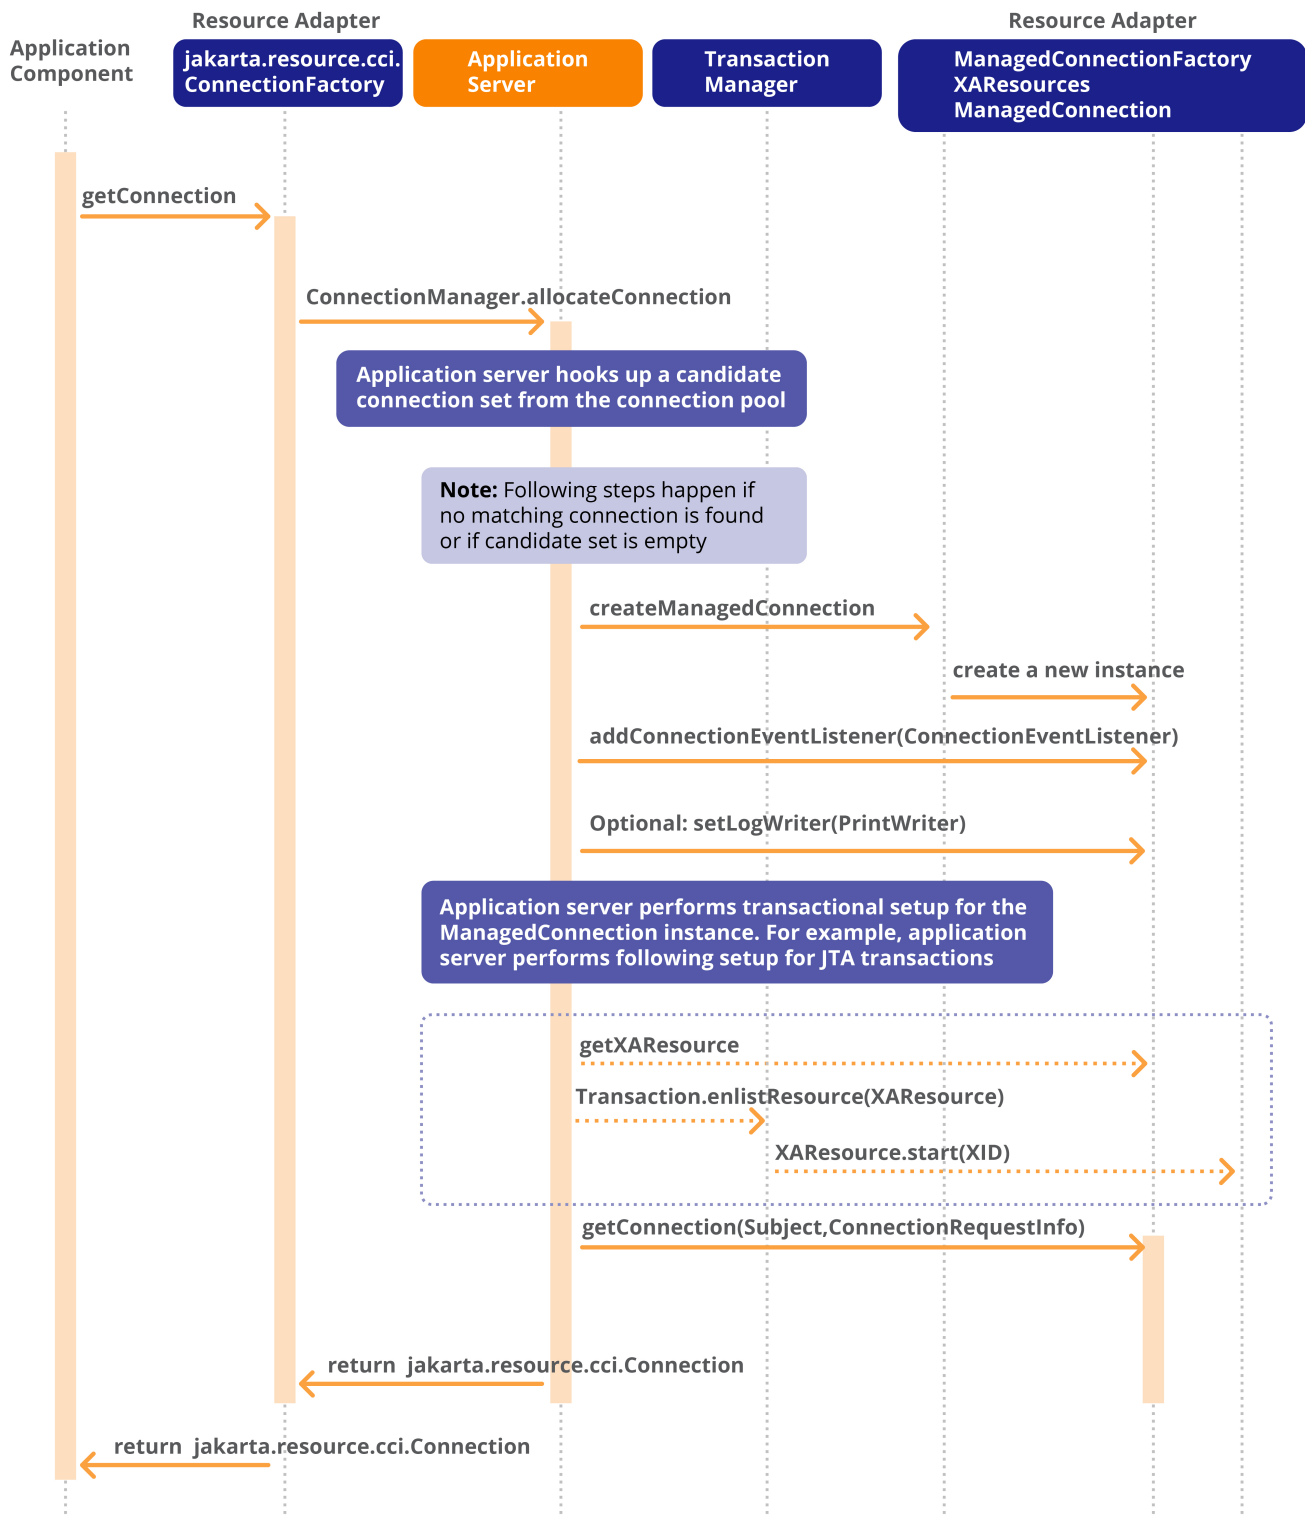 Resource Adapter
Resource Adapter
Application
Component
jakarta.resource.cci.
ConnectionFactory
Application
Server
Transaction
Manager
ManagedConnectionFactory
XAResources
ManagedConnection
getConnection
ConnectionManager.allocateConnection
Application server hooks up a candidate
connection set from the connection pool
Note: Following steps happen if
no matching connection is found
or if candidate set is empty
createManagedConnection
create a new instance
addConnectionEventListener(ConnectionEventListener)
Optional: setLogWriter(PrintWriter)
Application server performs transactional setup for the
ManagedConnection instance. For example, application
server performs following setup for JTA transactions
getXAResource
Transaction.enlistResource(XAResource)
XAResource.start(XID)
getConnection(Subject,ConnectionRequestInfo)
return jakarta.resource.cci.Connection
return jakarta.resource.cci.Connection